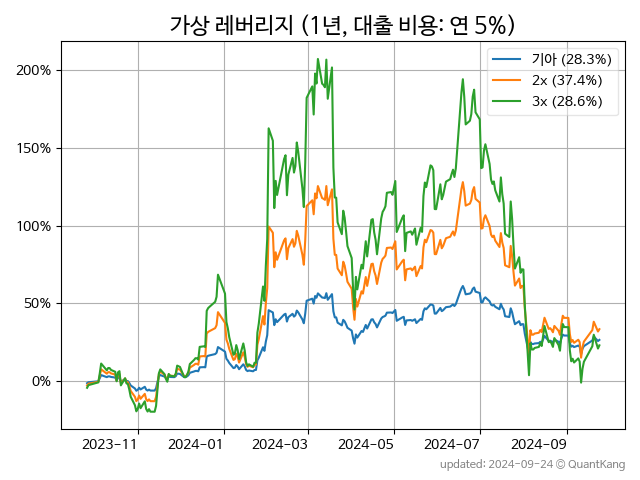 가상 레버리지 (1년, 대출 비용: 연 5%)
기아 (28.3%)
2x (37.4%)
3x (28.6%)
200%
150%
100%
50%
0%
2023-11 2024-01 2024-03 2024-05 2024-07 2024-09
updated: 2024-09-24 © QuantKang